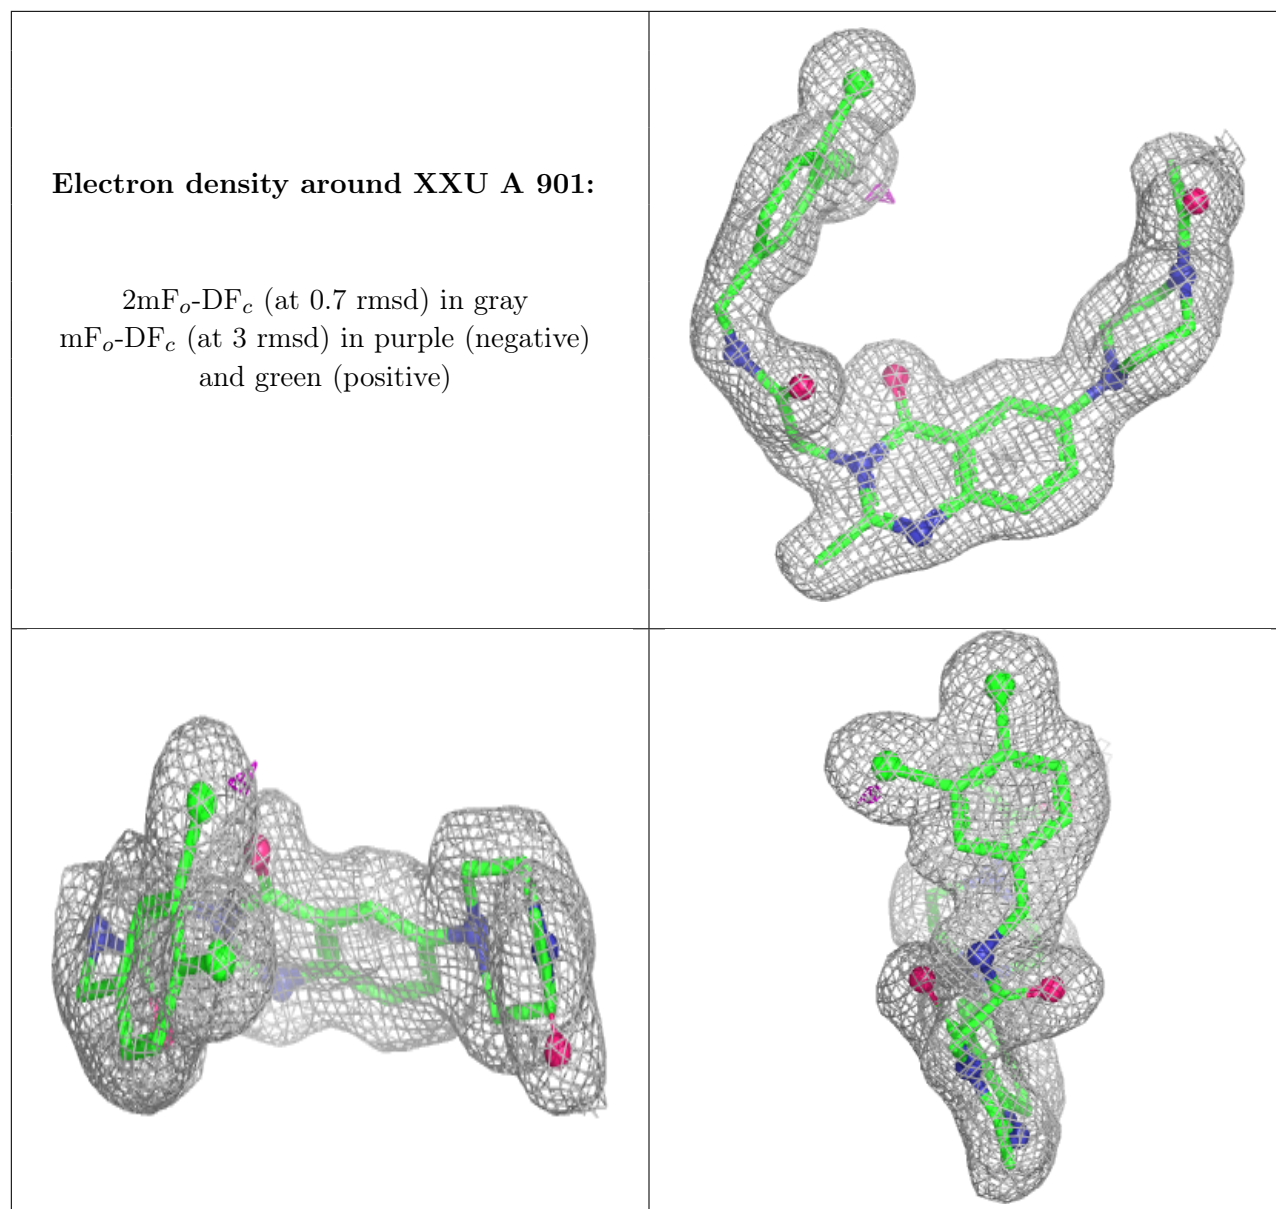 Electron density around XXU A 901:
2mFo-DFc (at 0.7 rmsd) in gray
mFo-DFc (at 3 rmsd) in purple (negative)
and green (positive)